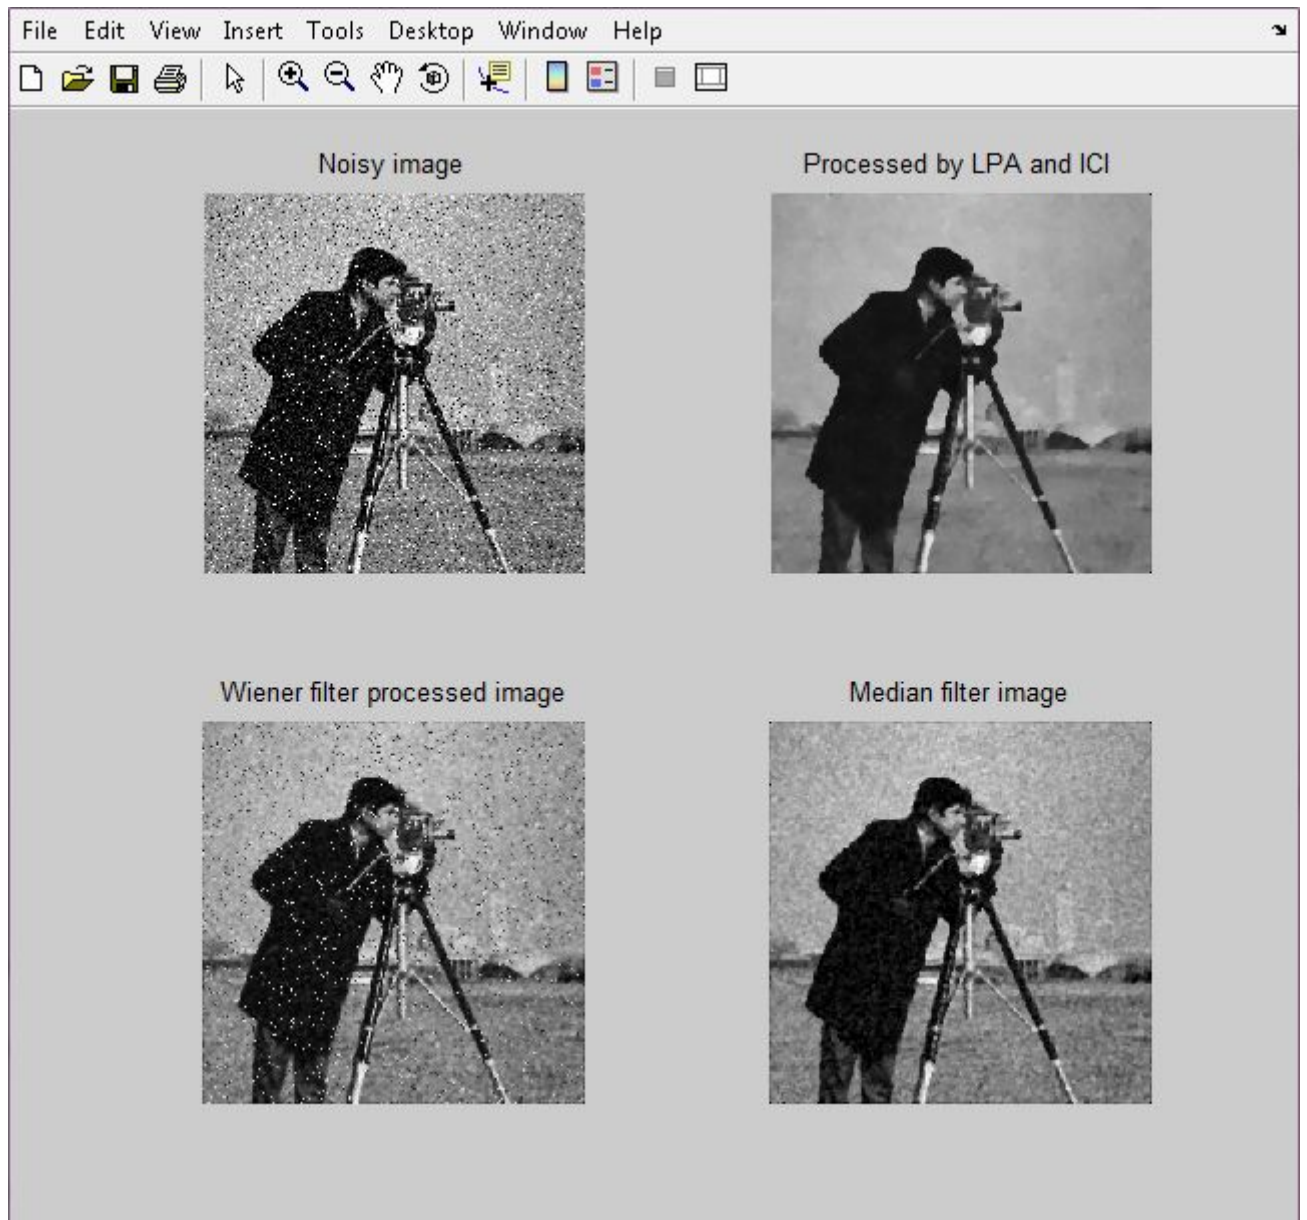 File Edit View Insert Tools Desktop Window Help
Noisy image
Processed by LPA and ICI
Wiener filter processed image
Median filter image